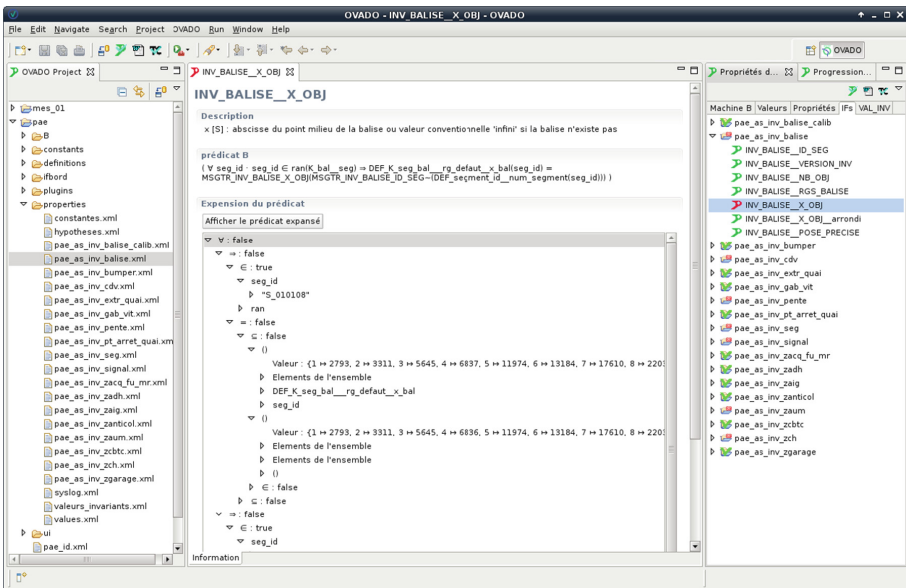 OVADO - INV_BALISE__X_OBJ - OVADO
File Edit Navigate Search Project OVADO Run Window Help
OVADO
OVADO Project
mes_01
pae
B
constants
definitions
ifbord
plugins
properties
constantes.xml
hypotheses.xml
pae_as_inv_balise_calib.xml
pae_as_inv_balise.xml
pae_as_inv_bumper.xml
pae_as_inv_cdv.xml
pae_as_inv_extr_quai.xml
pae_as_inv_gab_vit.xml
pae_as_inv_pente.xml
pae_as_inv_pt_arret_quai.xm
pae_as_inv_seg.xml
pae_as_inv_signal.xml
pae_as_inv_zacq_fu_mr.xml
pae_as_inv_zadh.xml
pae_as_inv_zaig.xml
pae_as_inv_zanticol.xml
pae_as_inv_zaum.xml
pae_as_inv_zcbtc.xml
pae_as_inv_zch.xml
pae_as_inv_zgarage.xml
syslog.xml
valeurs_invariants.xml
values.xml
ui
pae_id.xml
INV_BALISE__X_OBJ
INV_BALISE__X_OBJ
Description
x [S] : abscisse du point milieu de la balise ou valeur conventionnelle 'infini' si la balise n'existe pas
prédicat B
( ∀ seg_id · seg_id ∈ ran(K_bal__seg) ⇒ DEF_K_seg_bal___rg_defaut__x_bal(seg_id) =
MSGTR_INV_BALISE_X_OBJ(MSGTR_INV_BALISE_ID_SEG~(DEF_segment_id__num_segment(seg_id))) )
Expension du prédicat
Afficher le prédicat expansé
∀ : false
⇒ : false
∈ : true
seg_id
"S_010108"
ran
= : false
⊆ : false
()
Valeur : {1 ↦ 2793, 2 ↦ 3311, 3 ↦ 5645, 4 ↦ 6837, 5 ↦ 11974, 6 ↦ 13184, 7 ↦ 17610, 8 ↦ 2203
Elements de l'ensemble
DEF_K_seg_bal___rg_defaut__x_bal
seg_id
()
Valeur : {1 ↦ 2793, 2 ↦ 3311, 3 ↦ 5645, 4 ↦ 6836, 5 ↦ 11974, 6 ↦ 13184, 7 ↦ 17610, 8 ↦ 2203
Elements de l'ensemble
Elements de l'ensemble
()
∈ : false
⊆ : false
⇒ : false
∈ : true
seg_id
Information
Propriétés d... Progression...
Machine B Valeurs Propriétés IFs VAL_INV
pae_as_inv_balise_calib
pae_as_inv_balise
INV_BALISE__ID_SEG
INV_BALISE__VERSION_INV
INV_BALISE__NB_OBJ
INV_BALISE__RGS_BALISE
INV_BALISE__X_OBJ
INV_BALISE__X_OBJ__arrondi
INV_BALISE__POSE_PRECISE
pae_as_inv_bumper
pae_as_inv_cdv
pae_as_inv_extr_quai
pae_as_inv_gab_vit
pae_as_inv_pente
pae_as_inv_pt_arret_quai
pae_as_inv_seg
pae_as_inv_signal
pae_as_inv_zacq_fu_mr
pae_as_inv_zadh
pae_as_inv_zaig
pae_as_inv_zanticol
pae_as_inv_zaum
pae_as_inv_zcbtc
pae_as_inv_zch
pae_as_inv_zgarage